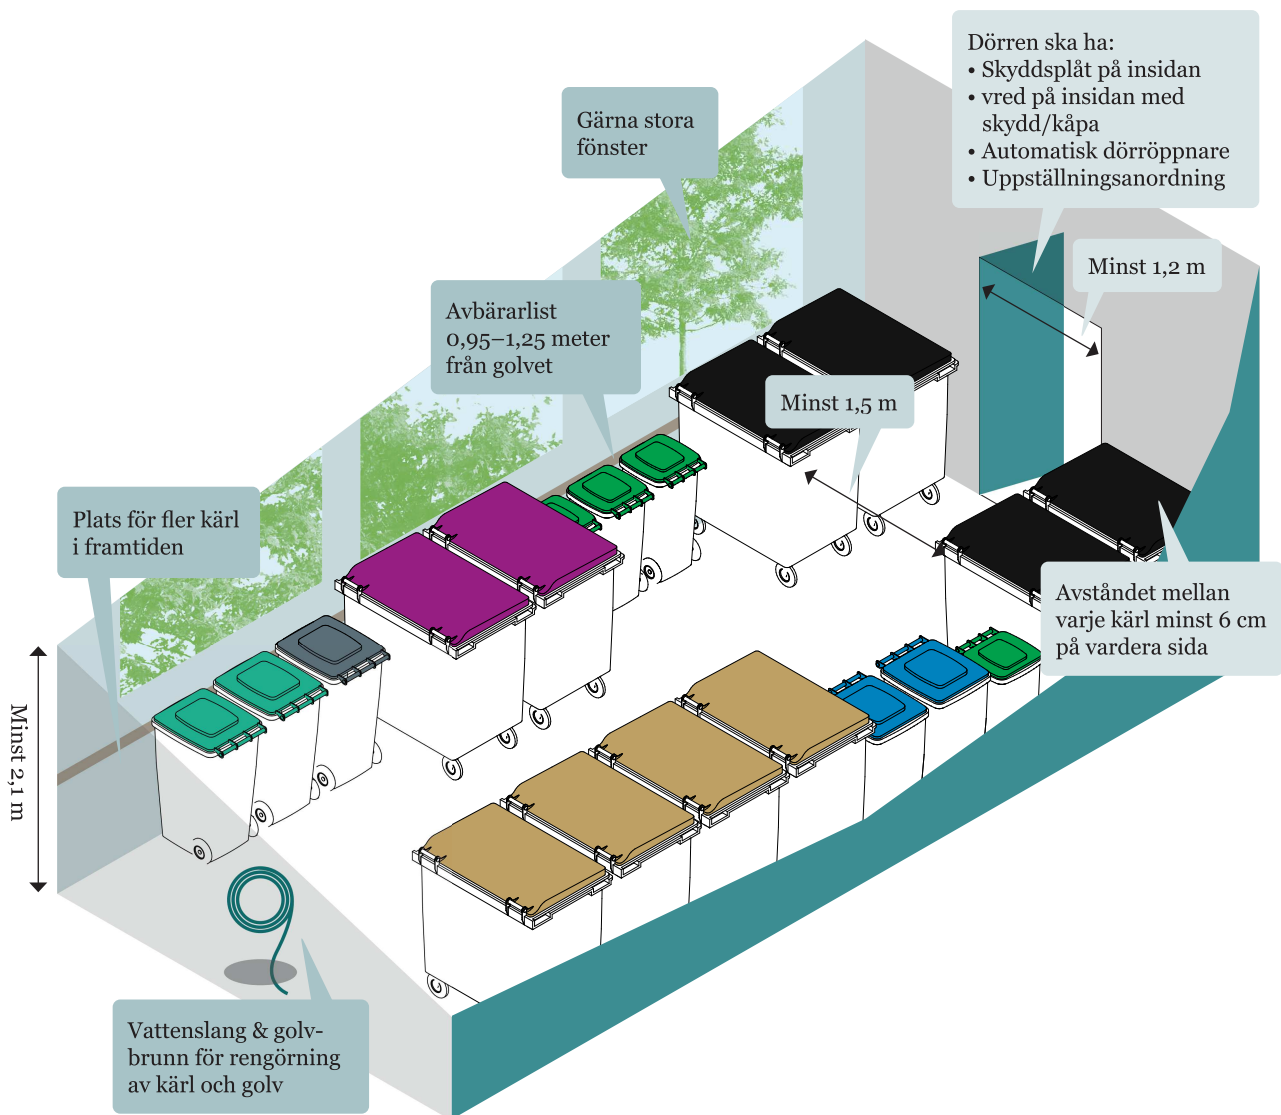 Dörren ska ha:
• Skyddsplåt på insidan
• vred på insidan med
skydd/kåpa
• Automatisk dörröppnare
• Uppställningsanordning
Gärna stora
fönster
Minst 1,2 m
Avbärarlist
0,95–1,25 meter
från golvet
Minst 1,5 m
Plats för fler kärl
i framtiden
Avståndet mellan
varje kärl minst 6 cm
på vardera sida
Minst 2,1 m
Vattenslang & golv-
brunn för rengörning
av kärl och golv